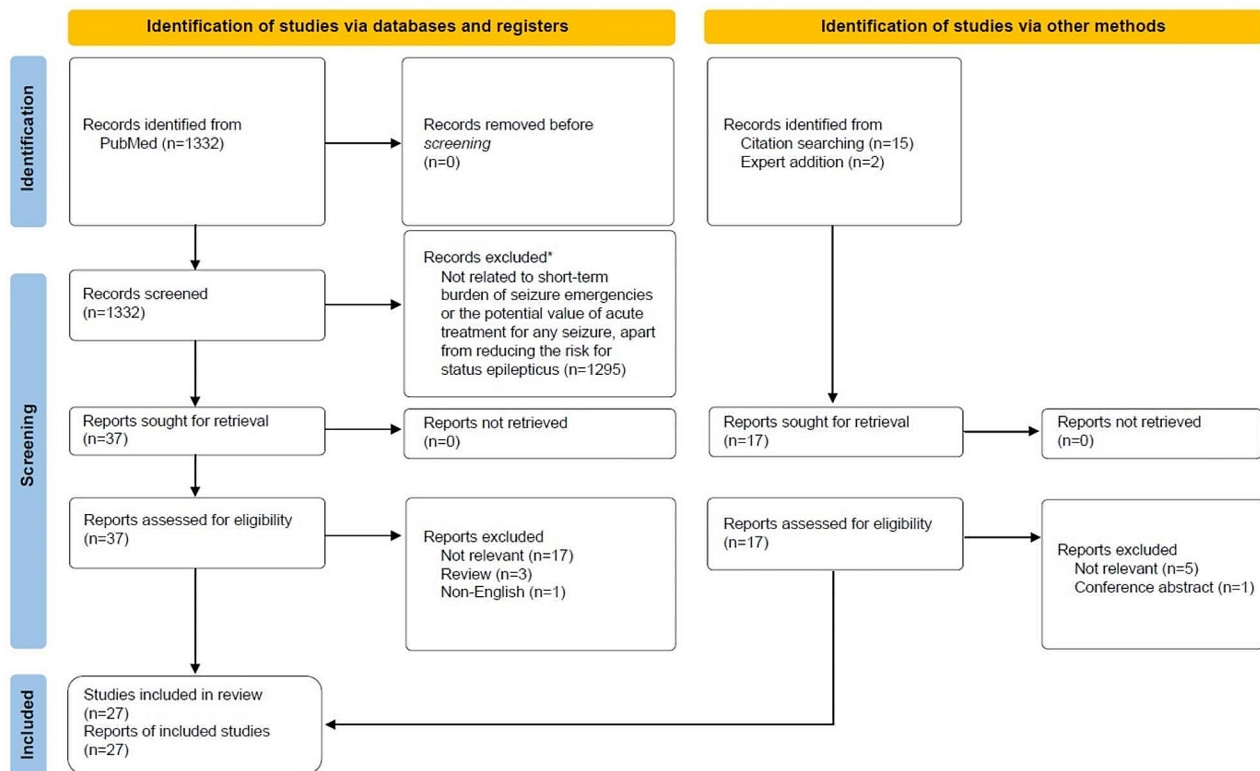 Identification of studies via databases and registers
Identification of studies via other methods
Identification
Records identified from
PubMed (n=1332)
Records removed before
screening
(n=0)
Records identified from
Citation searching (n=15)
Expert addition (n=2)
Screening
Records screened
(n=1332)
Records excluded*
Not related to short-term
burden of seizure emergencies
or the potential value of acute
treatment for any seizure, apart
from reducing the risk for
status epilepticus (n=1295)
Reports sought for retrieval
(n=37)
Reports not retrieved
(n=0)
Reports sought for retrieval
(n=17)
Reports not retrieved
(n=0)
Reports assessed for eligibility
(n=37)
Reports excluded
Not relevant (n=17)
Review (n=3)
Non-English (n=1)
Reports assessed for eligibility
(n=17)
Reports excluded
Not relevant (n=5)
Conference abstract (n=1)
Included
Studies included in review
(n=27)
Reports of included studies
(n=27)